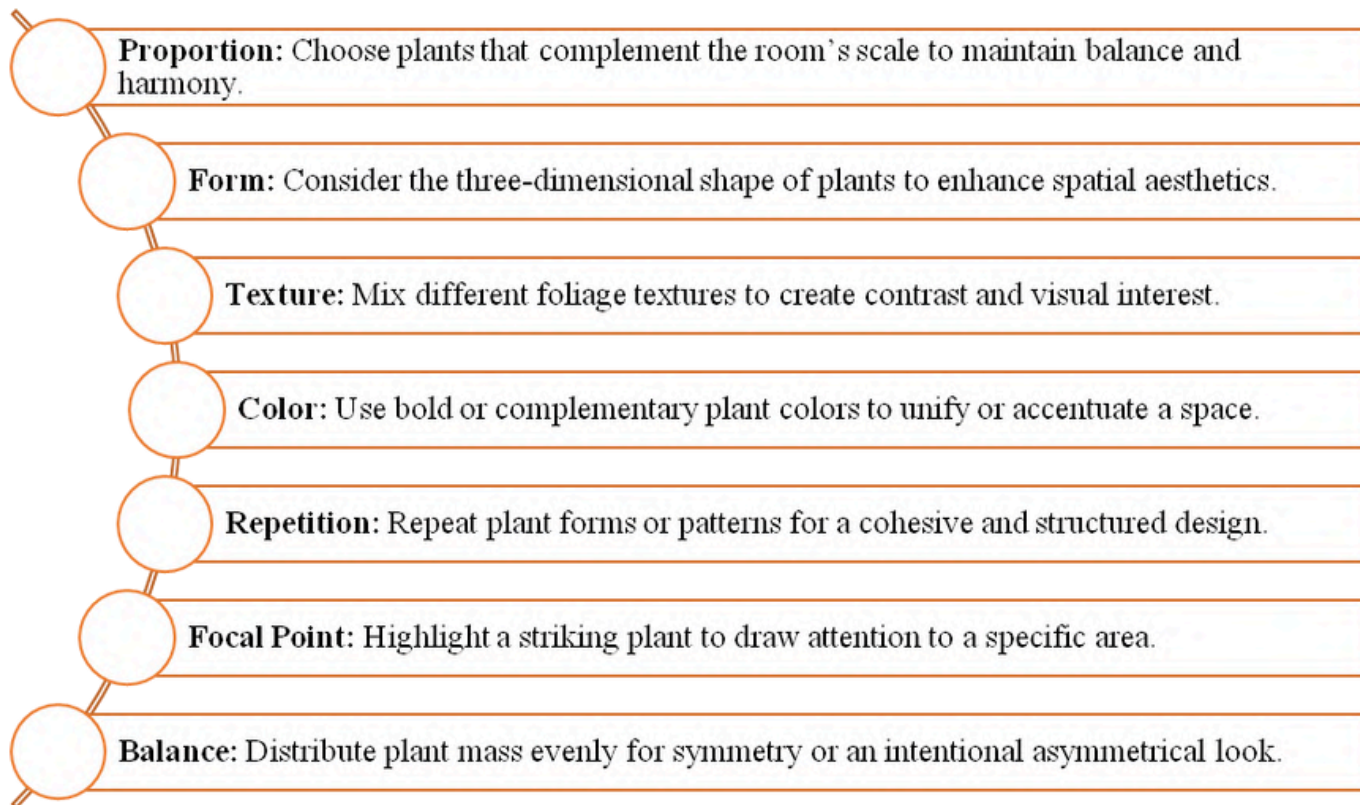 Proportion: Choose plants that complement the room's scale to maintain balance and
harmony.
Form: Consider the three-dimensional shape of plants to enhance spatial aesthetics.
Texture: Mix different foliage textures to create contrast and visual interest.
Color: Use bold or complementary plant colors to unify or accentuate a space.
Repetition: Repeat plant forms or patterns for a cohesive and structured design.
Focal Point: Highlight a striking plant to draw attention to a specific area.
Balance: Distribute plant mass evenly for symmetry or an intentional asymmetrical look.